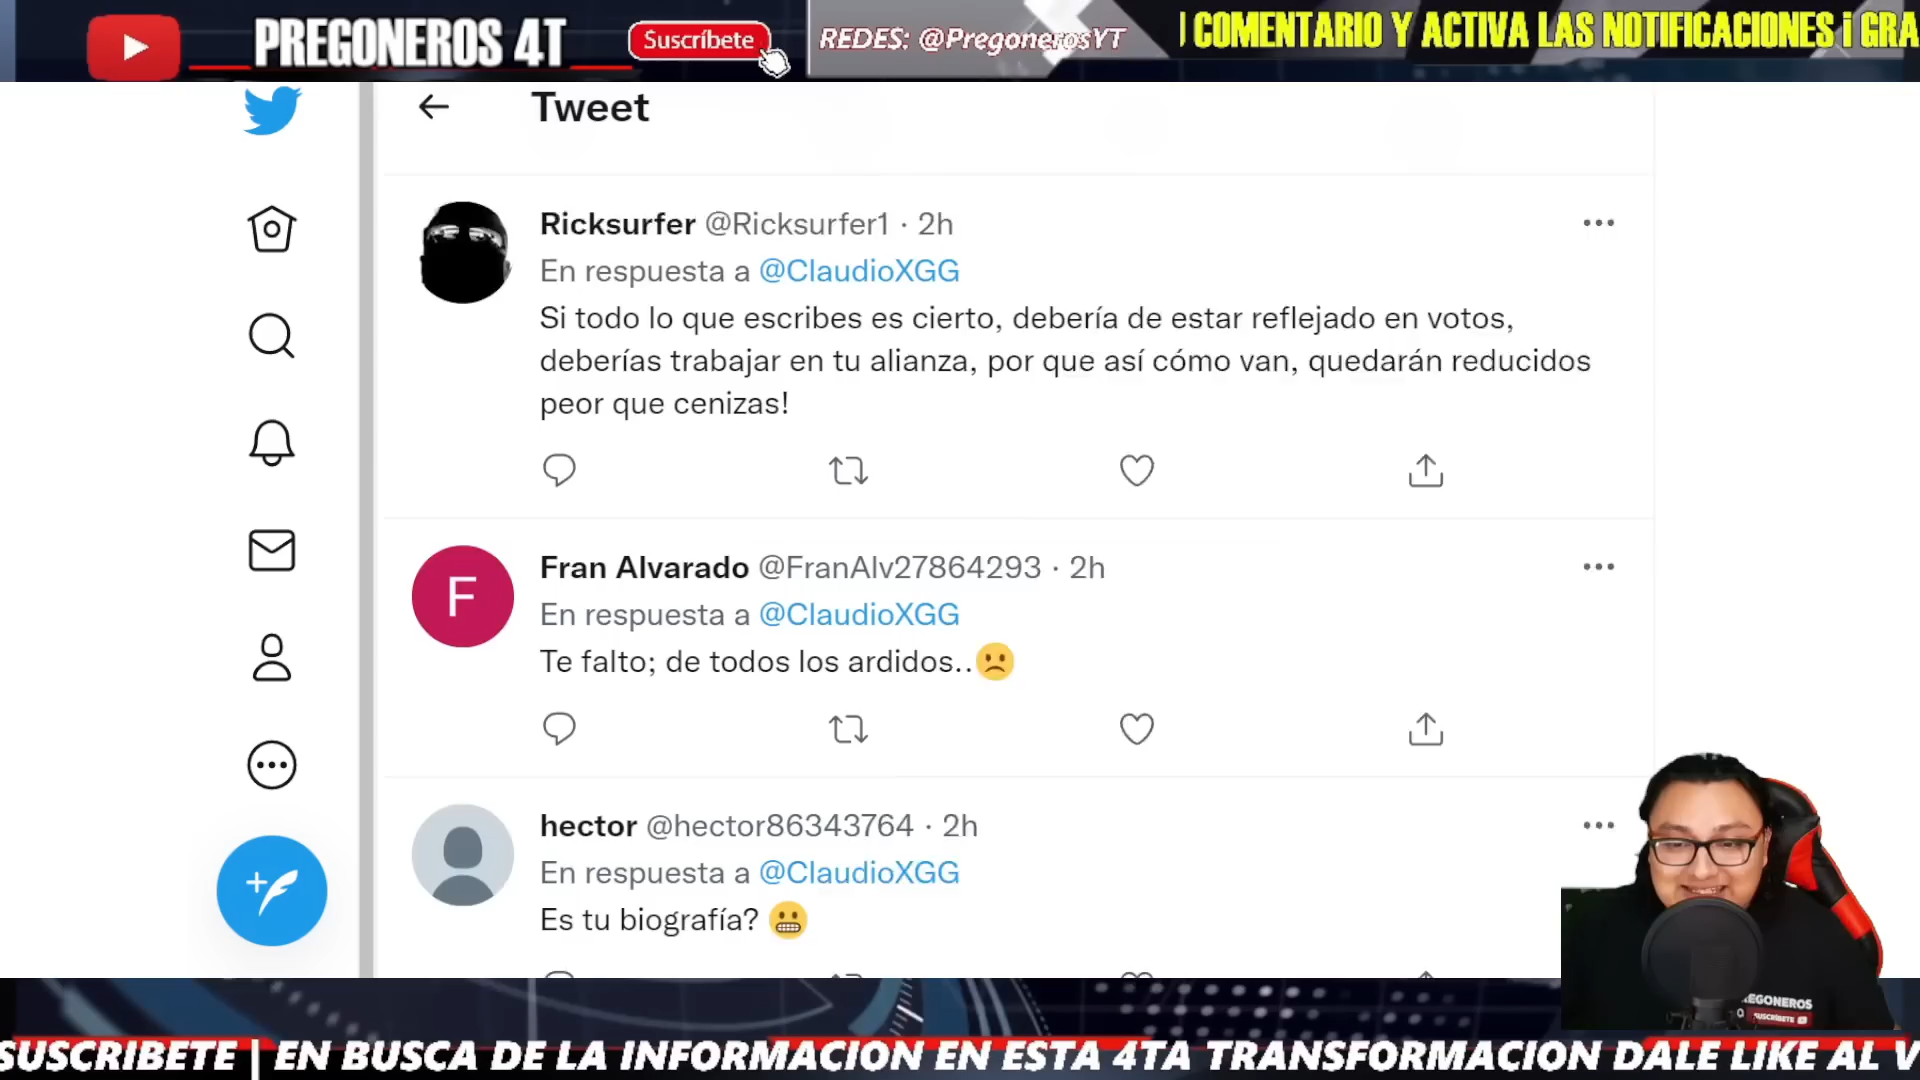 PREGONEROS 4T
Suscríbete
REDES: @PregonerosYT
COMENTARIO Y ACTIVA LAS NOTIFICACIONES ¡ GRA
Tweet
Ricksurfer @Ricksurfer1 · 2h
En respuesta a @ClaudioXGG
Si todo lo que escribes es cierto, debería de estar reflejado en votos,
deberías trabajar en tu alianza, por que así cómo van, quedarán reducidos
peor que cenizas!
F
Fran Alvarado @FranAlv27864293 · 2h
En respuesta a @ClaudioXGG
Te falto; de todos los ardidos..🙁
hector @hector86343764 · 2h
En respuesta a @ClaudioXGG
Es tu biografía? 😬
REGONEROS
SUSCRÍBETE
SUSCRIBETE | EN BUSCA DE LA INFORMACION EN ESTA 4TA TRANSFORMACION DALE LIKE AL V